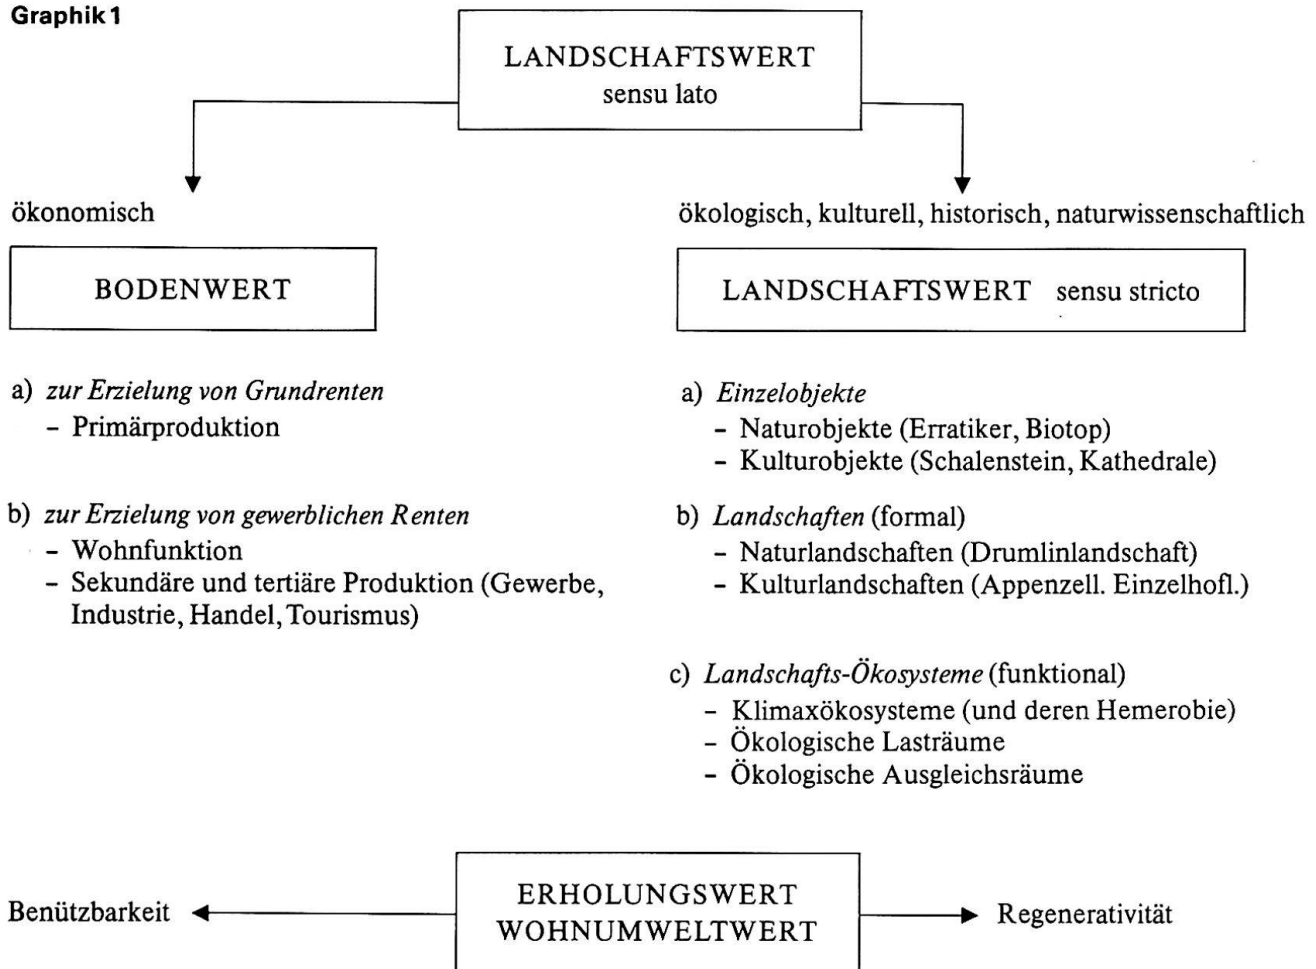 Graphik 1
LANDSCHAFTSWERT
sensu lato
ökonomisch
BODENWERT
a) zur Erzielung von Grundrenten
– Primärproduktion
b) zur Erzielung von gewerblichen Renten
– Wohnfunktion
– Sekundäre und tertiäre Produktion (Gewerbe,
Industrie, Handel, Tourismus)
ökologisch, kulturell, historisch, naturwissenschaftlich
LANDSCHAFTSWERT sensu stricto
a) Einzelobjekte
– Naturobjekte (Erratiker, Biotop)
– Kulturobjekte (Schalenstein, Kathedrale)
b) Landschaften (formal)
– Naturlandschaften (Drumlinlandschaft)
– Kulturlandschaften (Appenzell. Einzelhofl.)
c) Landschafts-Ökosysteme (funktional)
– Klimaxökosysteme (und deren Hemerobie)
– Ökologische Lasträume
– Ökologische Ausgleichsräume
Benützbarkeit
ERHOLUNGSWERT
WOHNUMWELTWERT
Regenerativität